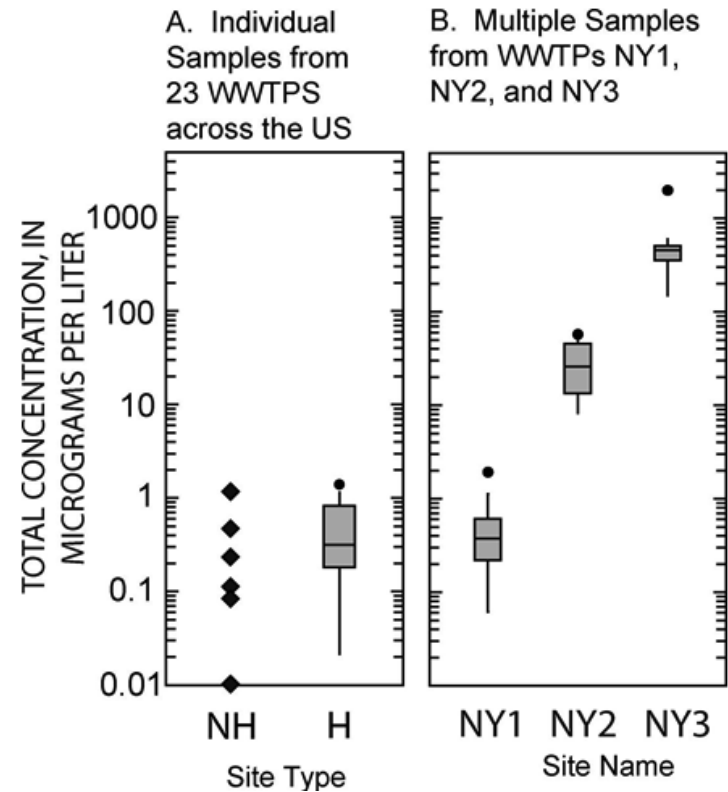 A. Individual
Samples from
23 WWTPS
across the US
B. Multiple Samples
from WWTPs NY1,
NY2, and NY3
TOTAL CONCENTRATION, IN
MICROGRAMS PER LITER
1000
100
10
1
0.1
0.01
NH H
Site Type
NY1 NY2 NY3
Site Name